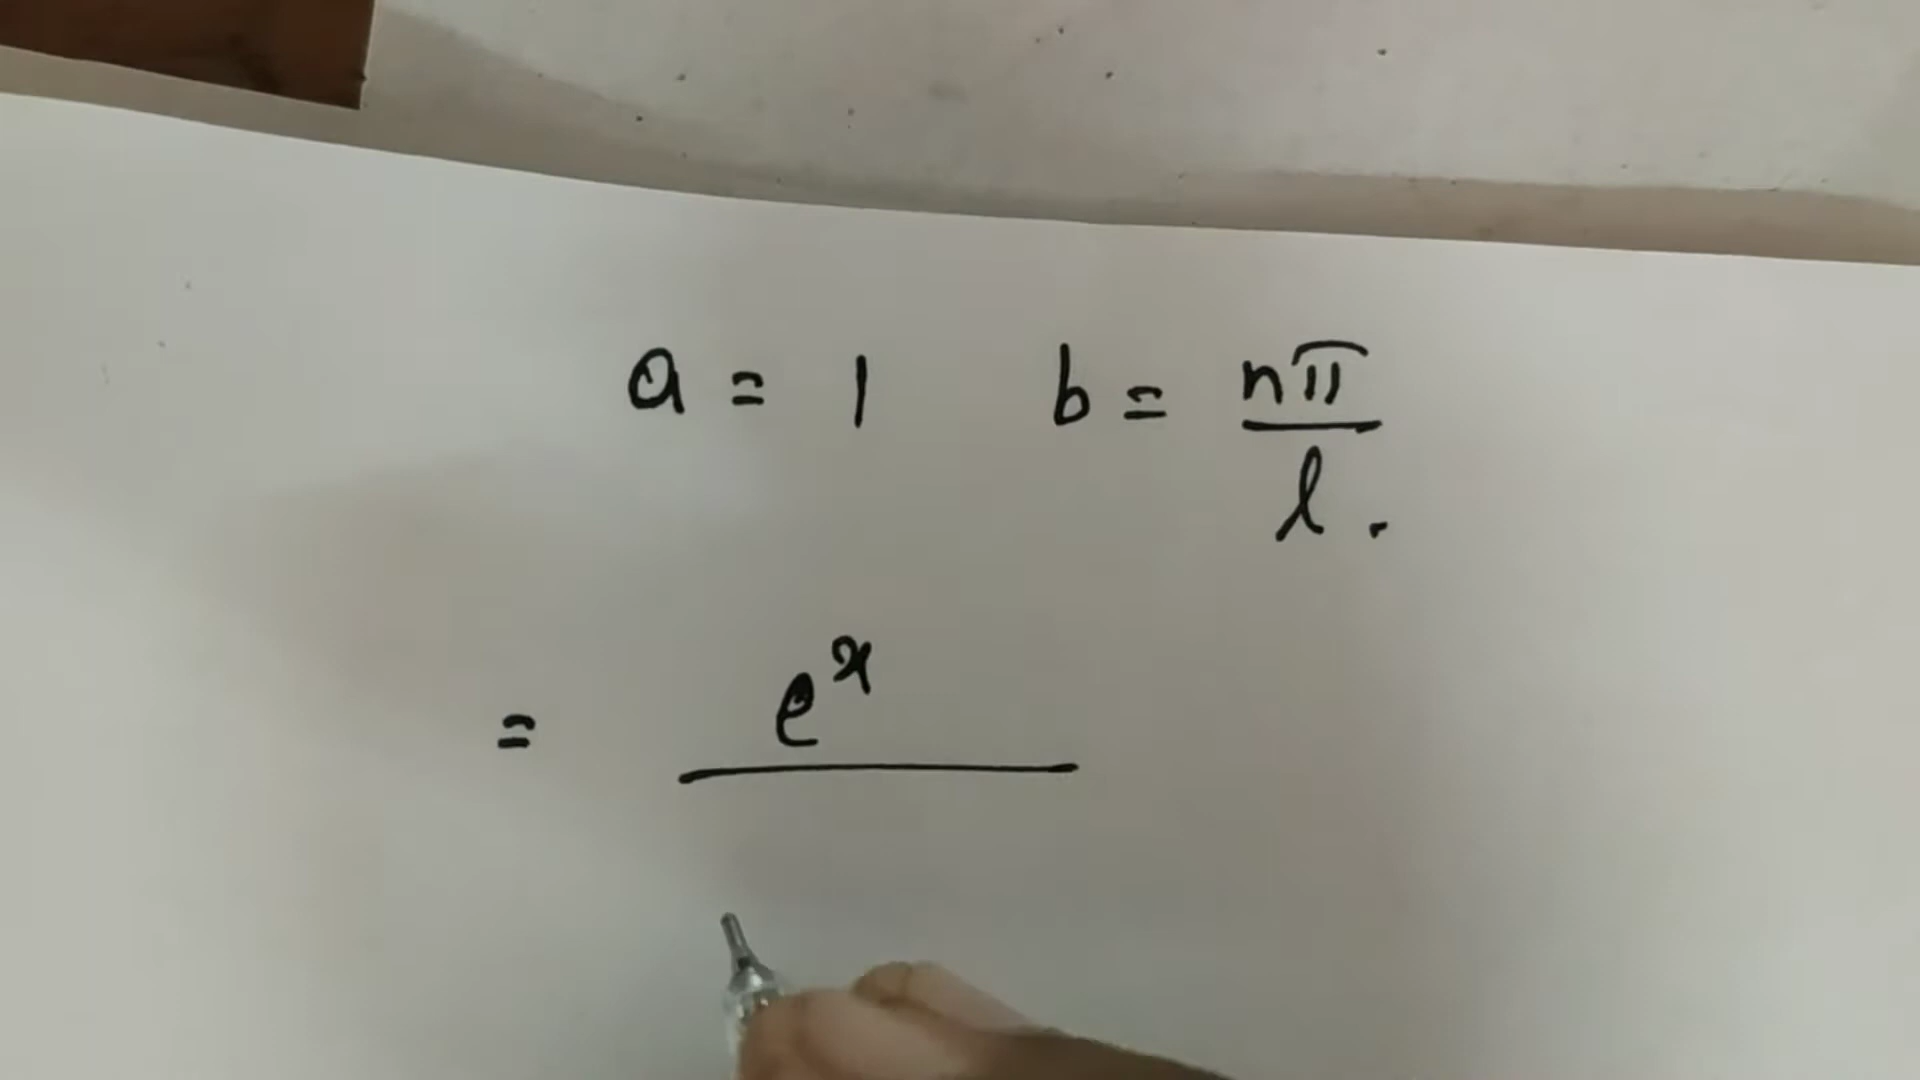 a = 1 b = nπ/l .
= e^x